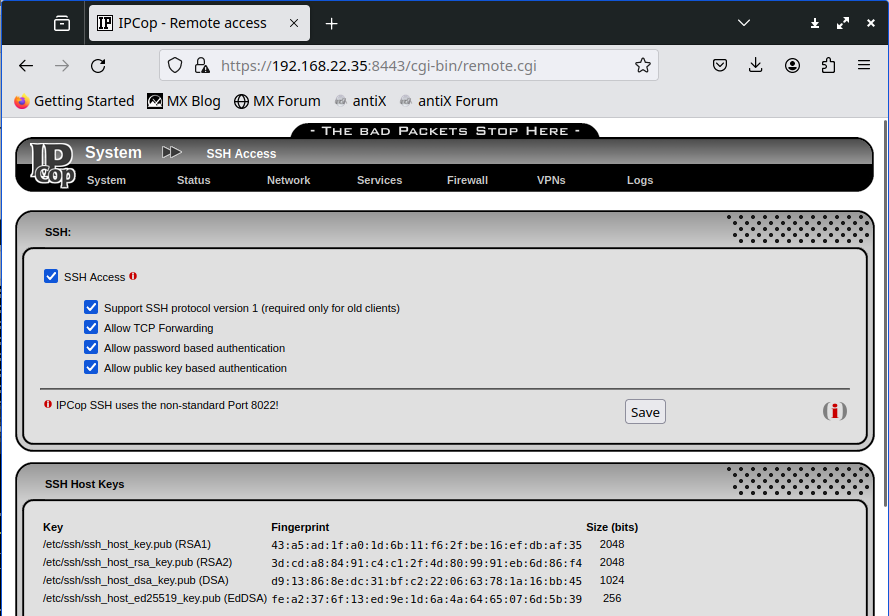 IPCop - Remote access
https://192.168.22.35:8443/cgi-bin/remote.cgi
Getting Started MX Blog MX Forum antiX antiX Forum
- The bad Packets Stop Here -
IP Cop
System SSH Access
System Status Network Services Firewall VPNs Logs
SSH:
SSH Access
Support SSH protocol version 1 (required only for old clients)
Allow TCP Forwarding
Allow password based authentication
Allow public key based authentication
IPCop SSH uses the non-standard Port 8022!
Save
SSH Host Keys
Key Fingerprint Size (bits)
/etc/ssh/ssh_host_key.pub (RSA1) 43:a5:ad:1f:a0:1d:6b:11:f6:2f:be:16:ef:db:af:35 2048
/etc/ssh/ssh_host_rsa_key.pub (RSA2) 3d:cd:a8:84:91:c4:c1:2f:4d:80:99:91:eb:6d:86:f4 2048
/etc/ssh/ssh_host_dsa_key.pub (DSA) d9:13:86:8e:dc:31:bf:c2:22:06:63:78:1a:16:bb:45 1024
/etc/ssh/ssh_host_ed25519_key.pub (EdDSA) fe:a2:37:6f:13:ed:9e:1d:6a:4a:64:65:07:6d:5b:39 256